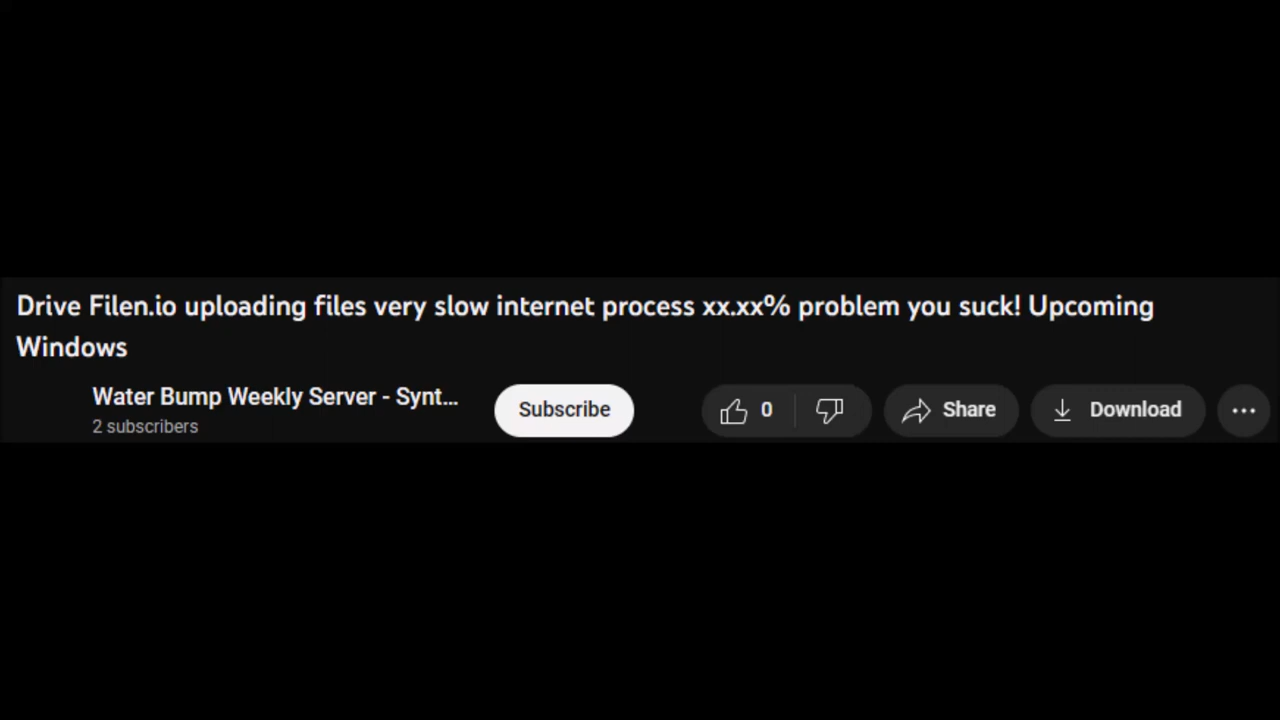 Drive Filen.io uploading files very slow internet process xx.xx% problem you suck! Upcoming
Windows
Water Bump Weekly Server - Synt...
2 subscribers
Subscribe
0
Share
Download